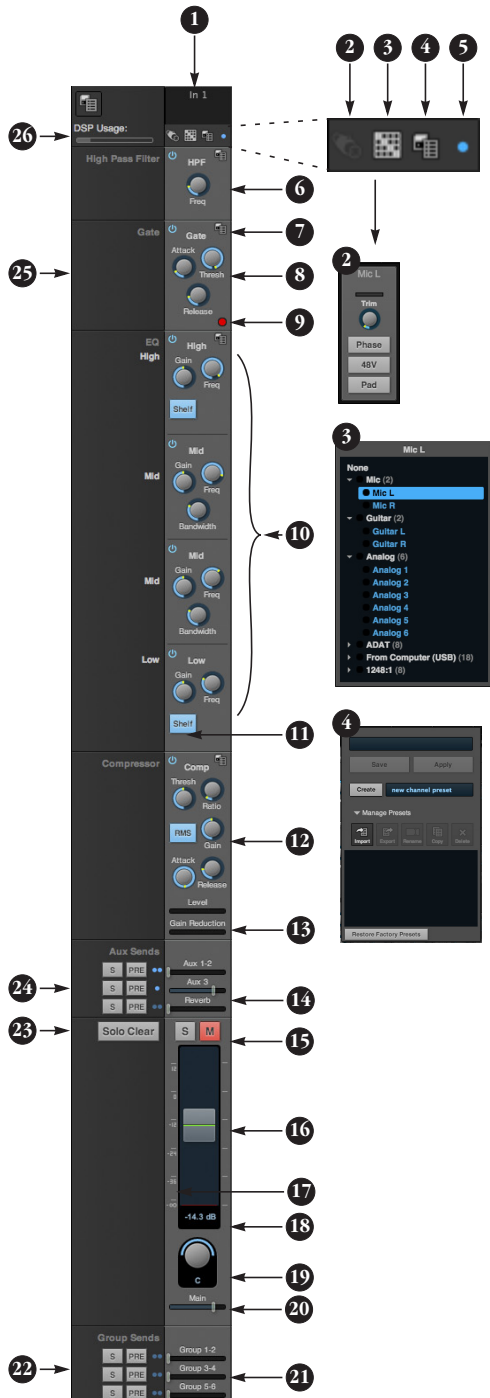 1
2
3
4
5
In 1
26
DSP Usage:
High Pass Filter
HPF
Freq
6
7
Gate
Gate
Attack
Thresh
8
25
Release
9
2
Mic L
Trim
Phase
48V
Pad
EQ
High
High
Gain
Freq
Shelf
Mid
Mid
Gain
Freq
Bandwidth
10
Mid
Mid
Gain
Freq
Bandwidth
Low
Low
Gain
Freq
Shelf
11
3
Mic L
None
Mic (2)
Mic L
Mic R
Guitar (2)
Guitar L
Guitar R
Analog (6)
Analog 1
Analog 2
Analog 3
Analog 4
Analog 5
Analog 6
ADAT (8)
From Computer (USB) (18)
1248:1 (8)
4
Save Apply
Create new channel preset
Manage Presets
Import Export Rename Copy Delete
Restore Factory Presets
Compressor
Comp
Thresh
Ratio
RMS
Gain
12
Attack
Release
Level
Gain Reduction
13
Aux Sends
S PRE Aux 1-2
24
S PRE Aux 3
S PRE Reverb
14
23
Solo Clear
S M
15
12
-12
16
-24
17
-14.3 dB
18
C
19
Main
20
Group Sends
S PRE Group 1-2
22
S PRE Group 3-4
21
S PRE Group 5-6